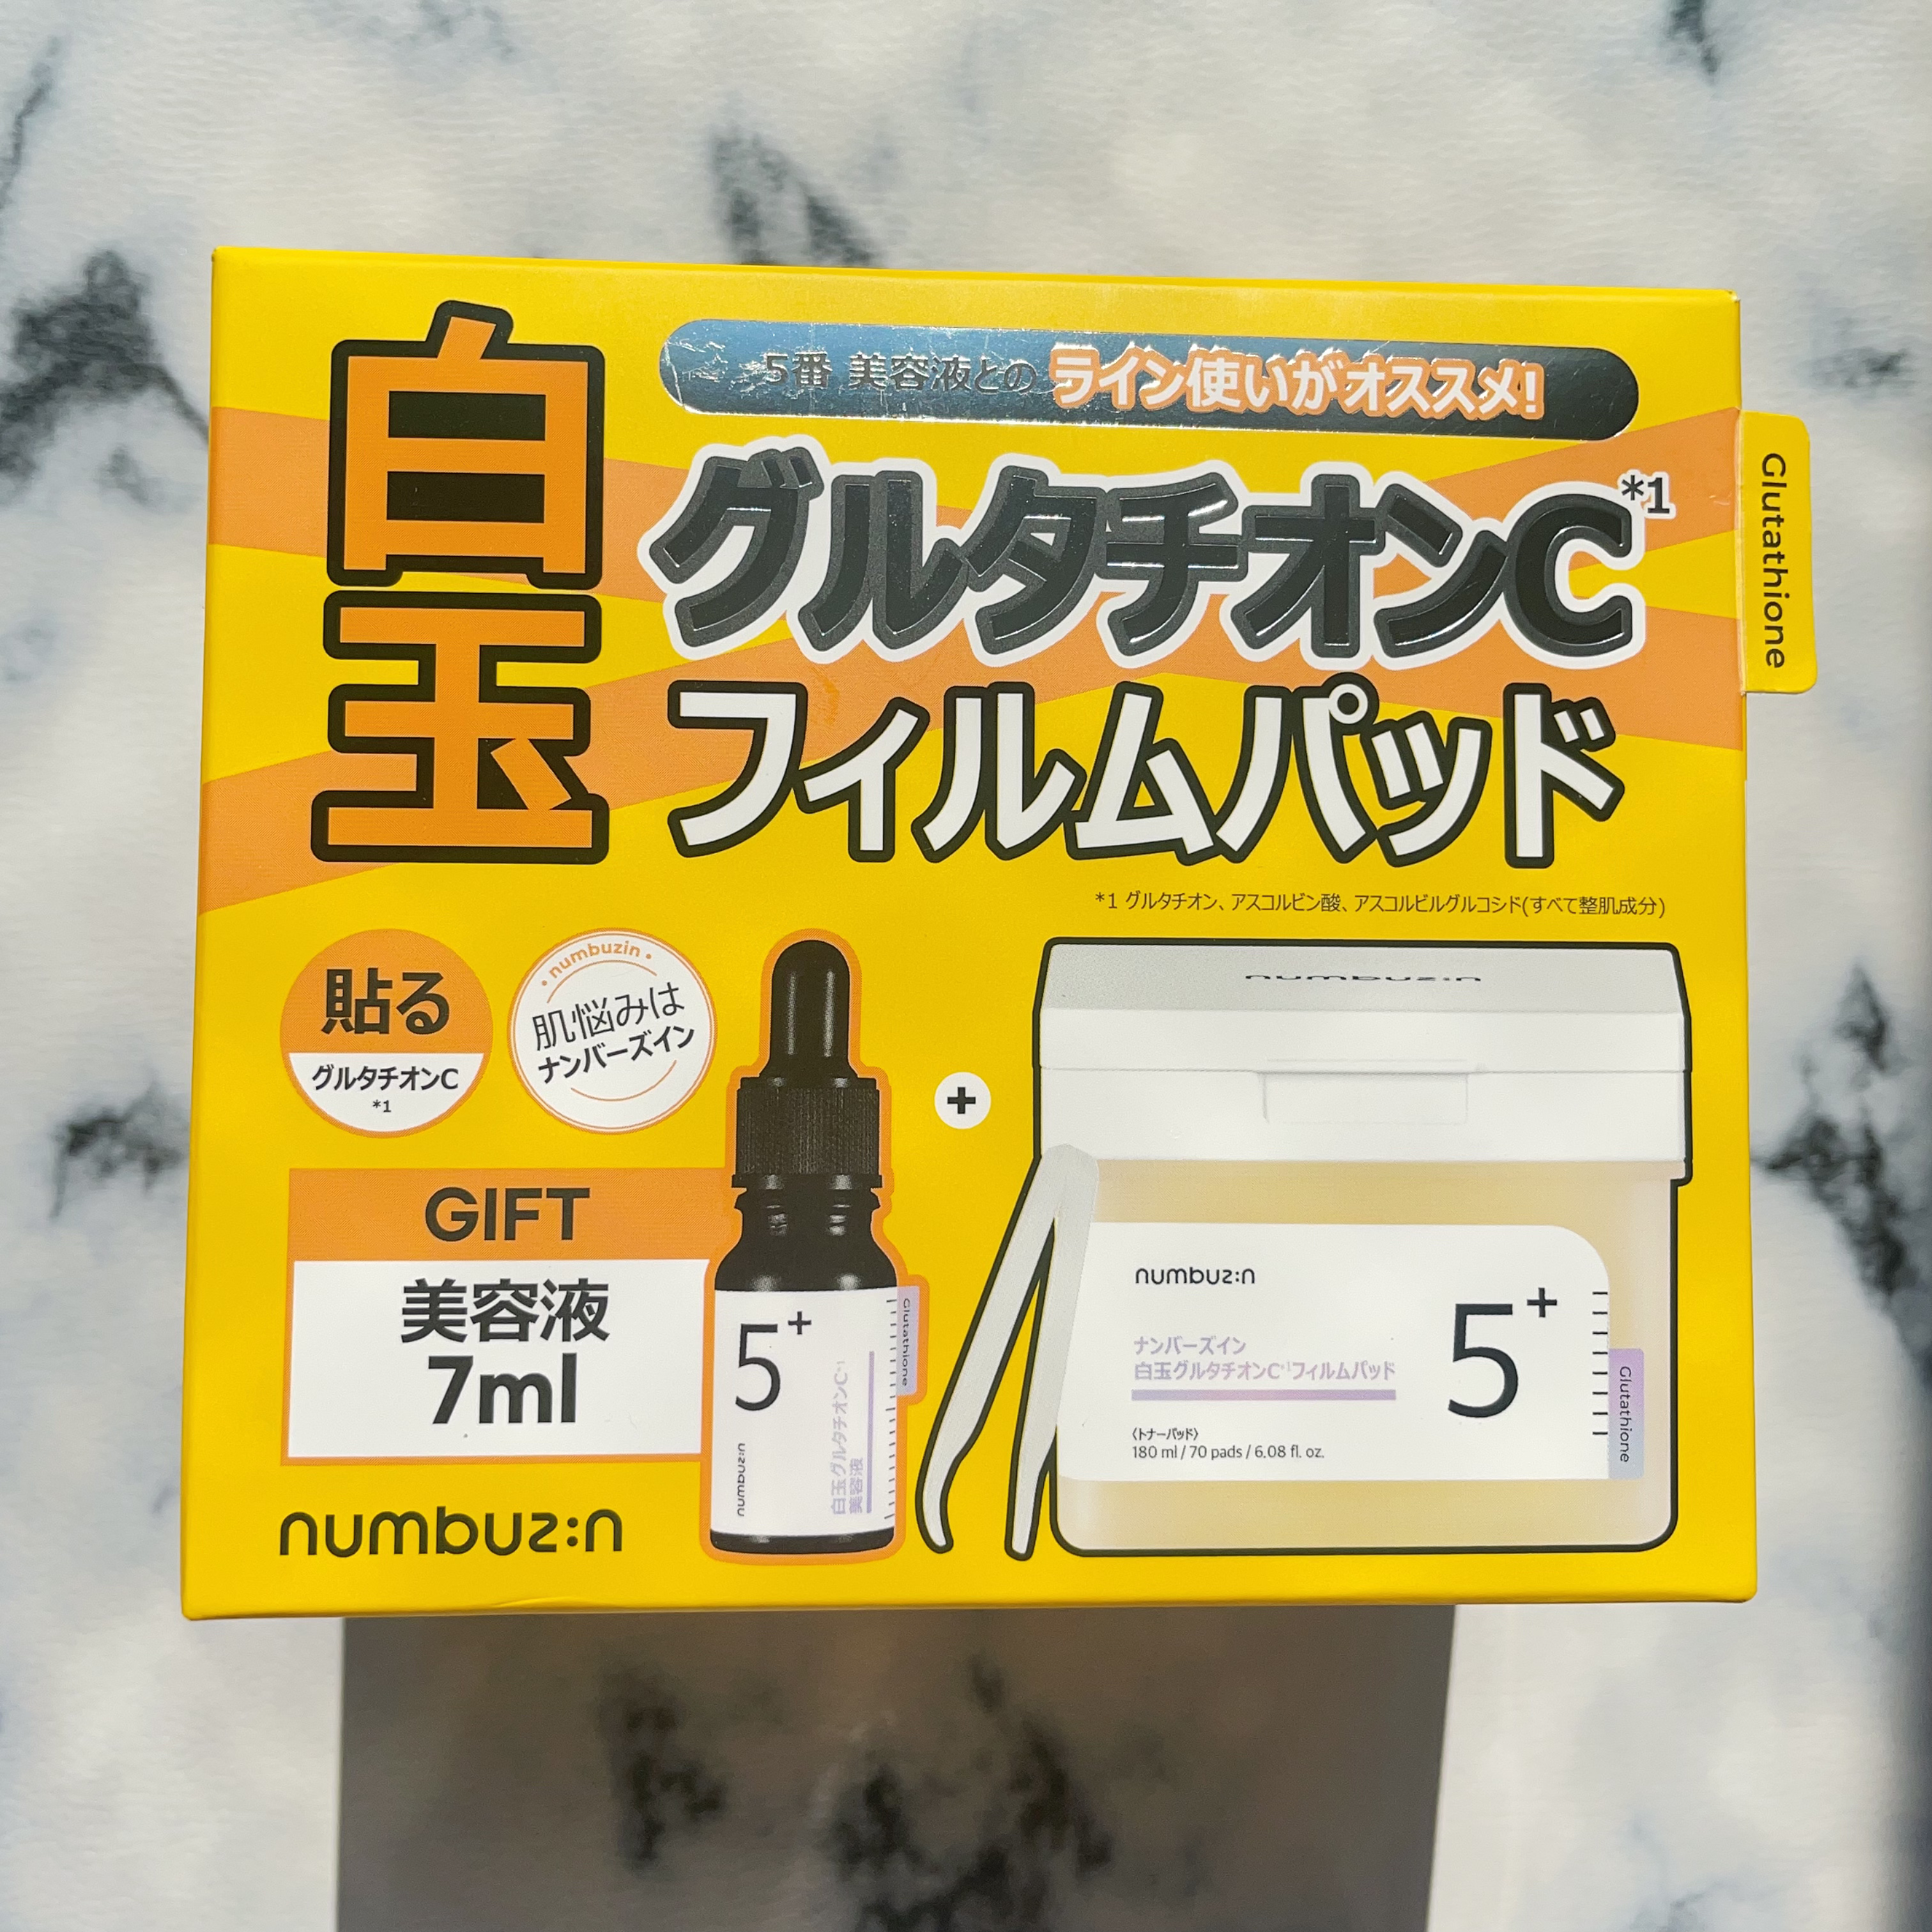 白玉
5番 美容液との ライン使いがオススメ!
グルタチオンC*1
フィルムパッド
*1 グルタチオン、アスコルビン酸、アスコルビルグルコシド(すべて整肌成分)
Glutathione
貼る
グルタチオンC
*1
numbuzin
肌悩みは
ナンバーズイン
GIFT
美容液
7ml
numbuz:n
5+
Glutathione
白玉グルタチオンC*1
美容液
numbuz:n
+
numbuz:n
numbuz:n
5+
ナンバーズイン
白玉グルタチオンC*1フィルムパッド
〈トナーパッド〉
180 ml / 70 pads / 6.08 fl. oz.
Glutathione